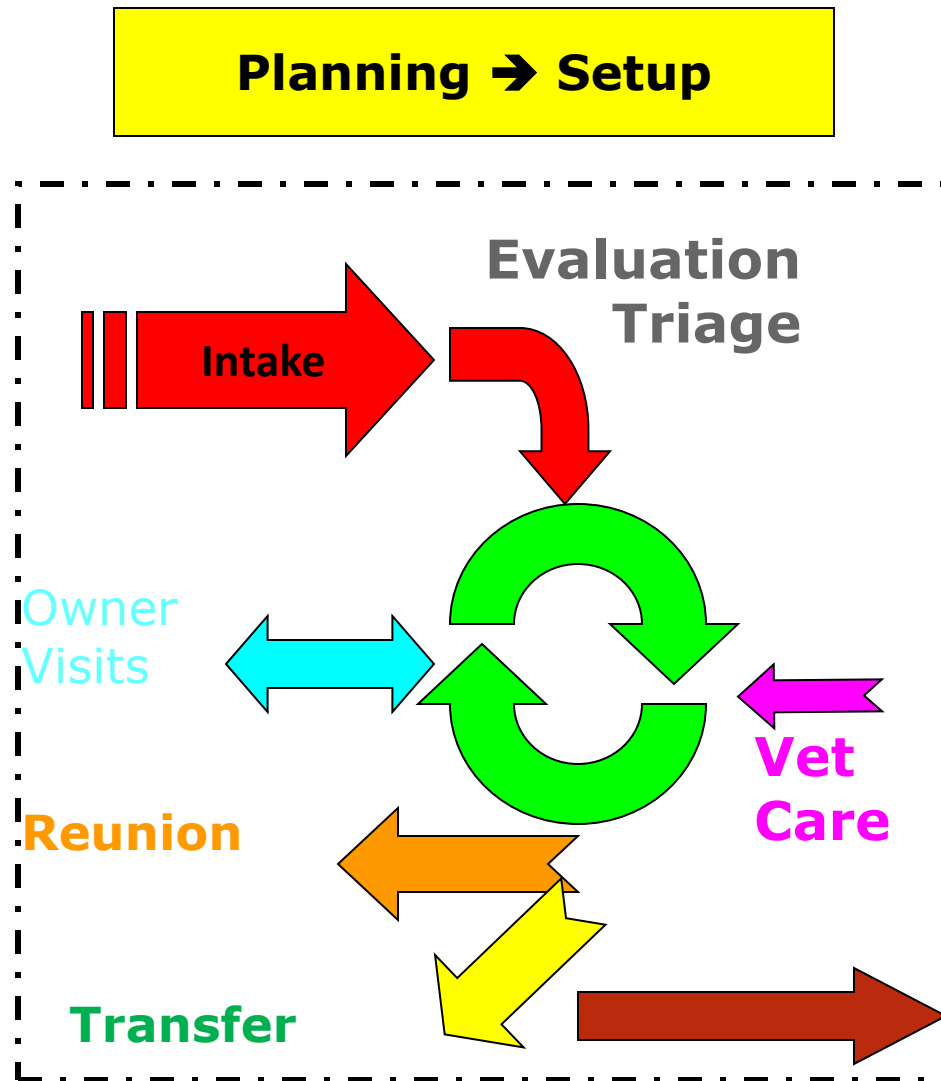 Planning ➔ Setup
Evaluation
Triage
Intake
Owner
Visits
Vet
Care
Reunion
Transfer